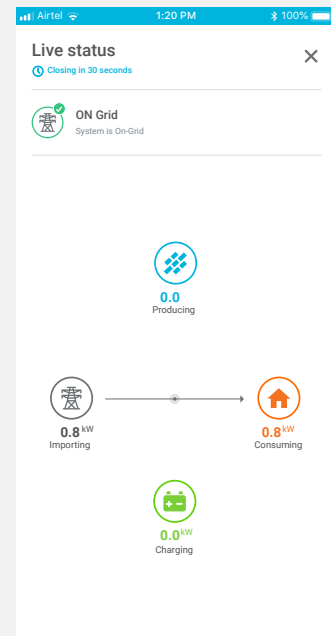 Airtel 1:20 PM 100%
Live status
Closing in 30 seconds
ON Grid
System is On-Grid
0.0
Producing
0.8 kW 0.8 kW
Importing Consuming
0.0 kW
Charging